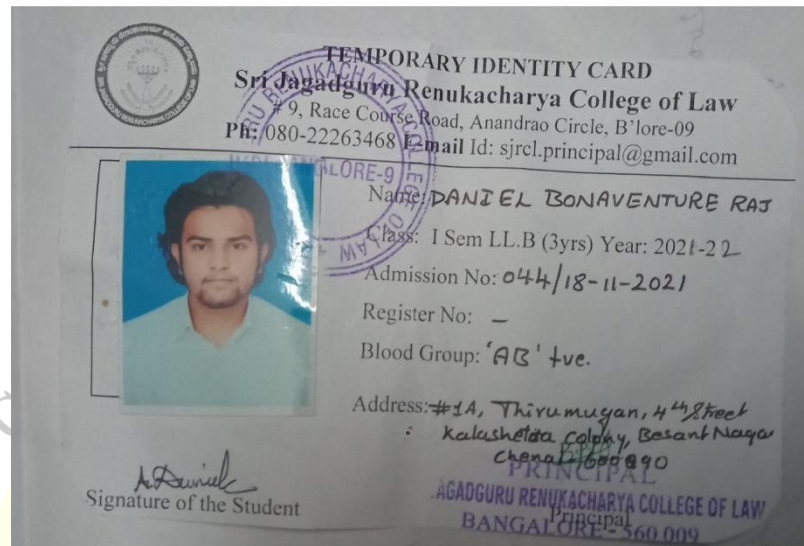 TEMPORARY IDENTITY CARD
Sri Jagadguru Renukacharya College of Law
# 9, Race Course Road, Anandrao Circle, B'lore-09
Ph: 080-22263468 E-mail Id: sjrcl.principal@gmail.com
Name: DANIEL BONAVENTURE RAJ
Class: I Sem LL.B (3yrs) Year: 2021-22
Admission No: 044/18-11-2021
Register No: –
Blood Group: 'AB' +ve.
Address: #1A, Thirumugan, 4th Street
: Kalashetra Colony, Besant Nagar
Signature of the Student
PRINCIPAL
AGADGURU RENUKACHARYA COLLEGE OF LAW
Principal
BANGALORE - 560 009